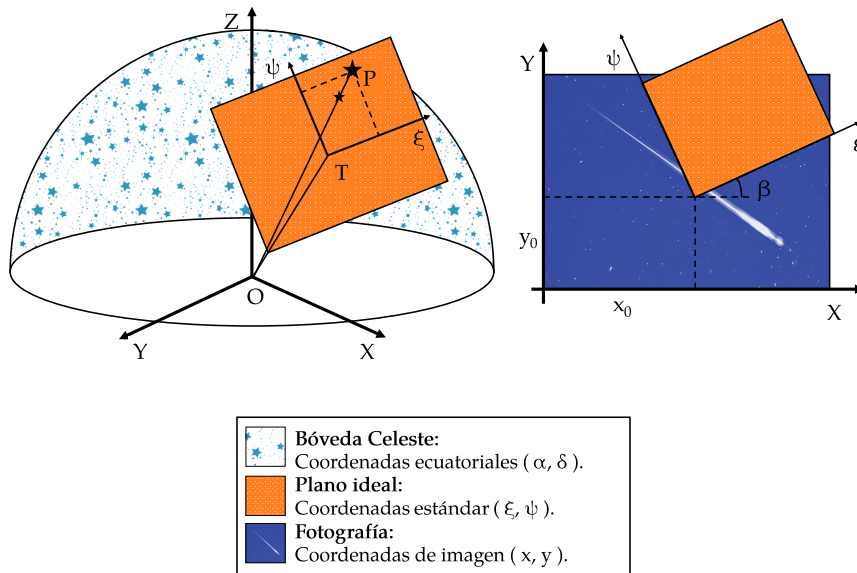 Z
ψ
P
ξ
T
O
Y
X
Y
ψ
ξ
β
y₀
x₀
X
Bóveda Celeste:
Coordenadas ecuatoriales ( α, δ ).
Plano ideal:
Coordenadas estándar ( ξ, ψ ).
Fotografía:
Coordenadas de imagen ( x, y ).